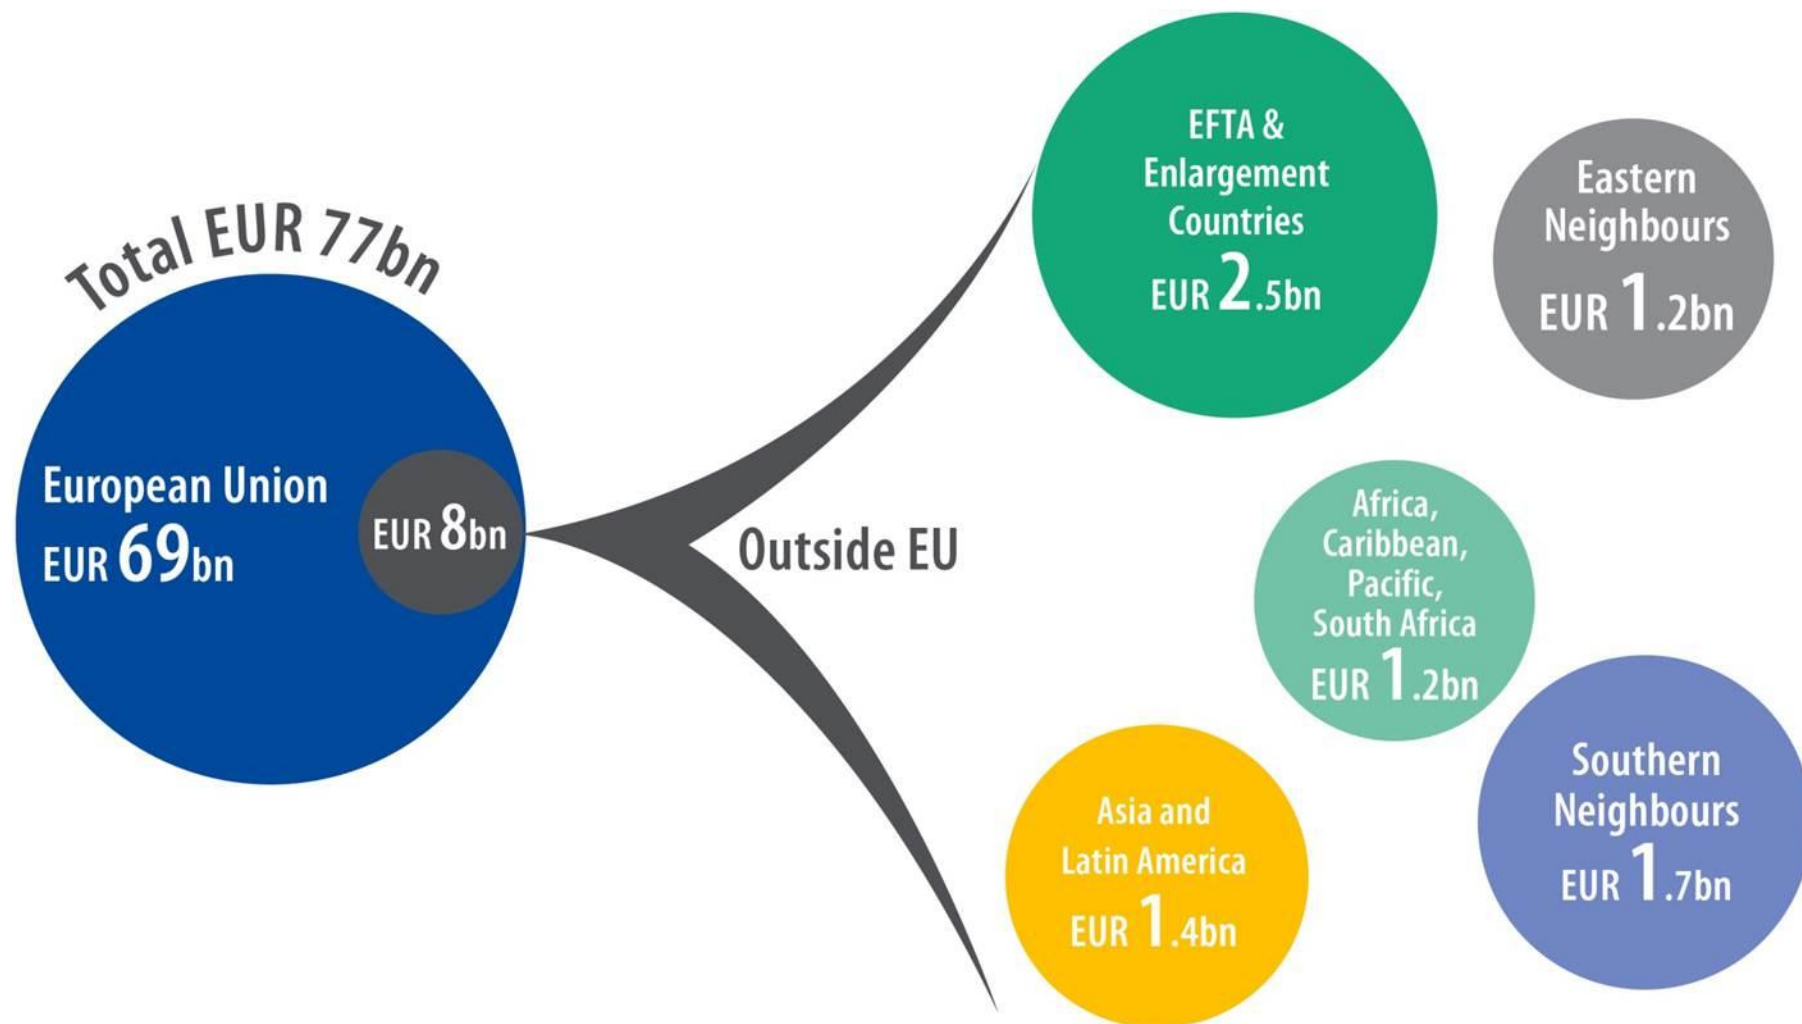 Total EUR 77bn
European Union
EUR 69bn
EUR 8bn
Outside EU
EFTA &
Enlargement
Countries
EUR 2.5bn
Eastern
Neighbours
EUR 1.2bn
Africa,
Caribbean,
Pacific,
South Africa
EUR 1.2bn
Asia and
Latin America
EUR 1.4bn
Southern
Neighbours
EUR 1.7bn